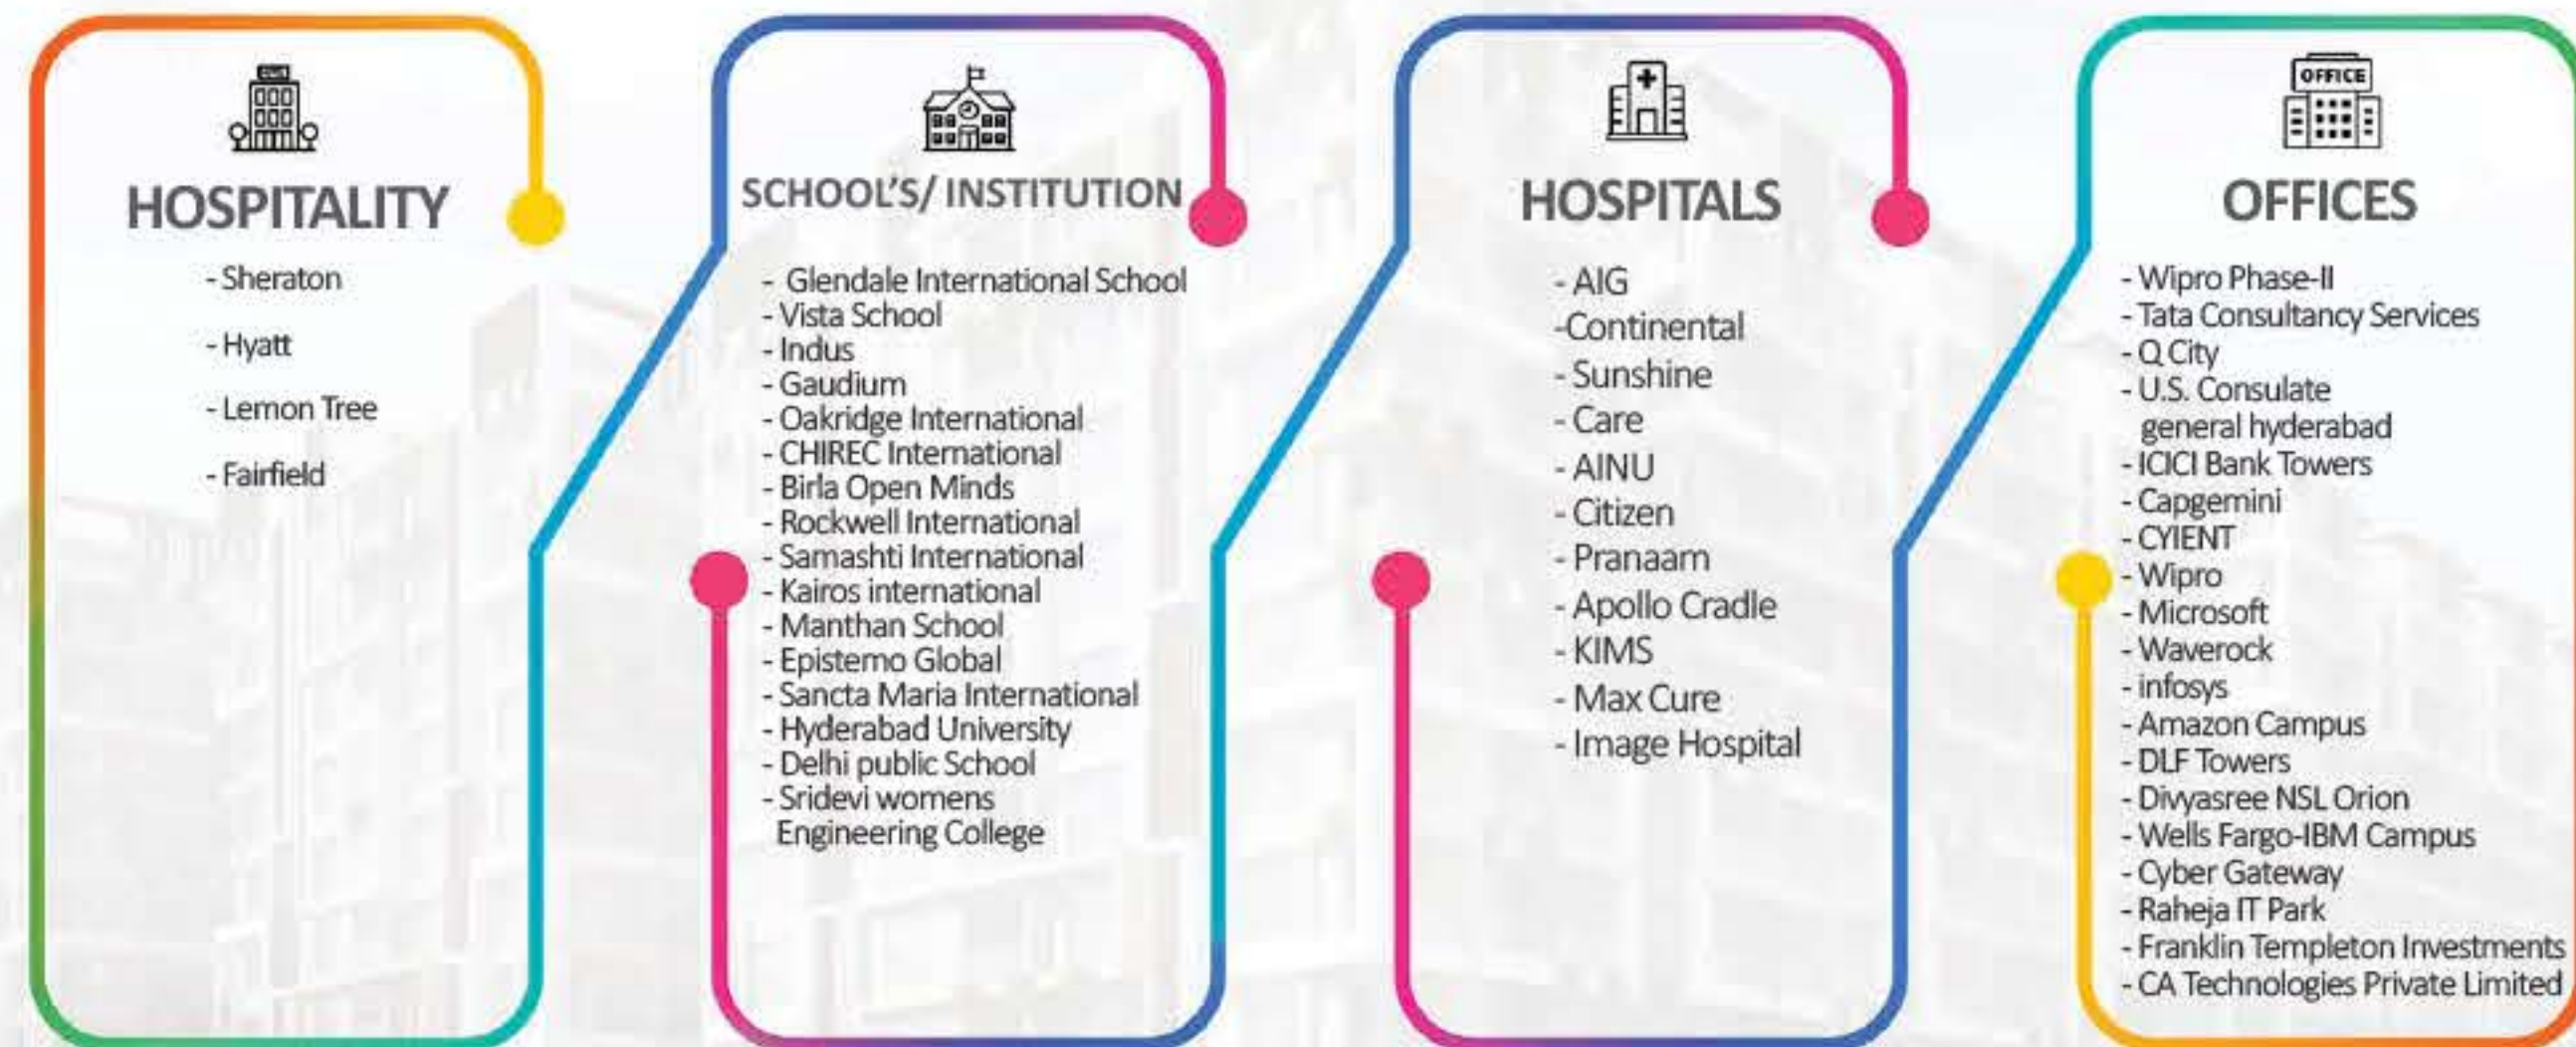 HOSPITALITY
- Sheraton
- Hyatt
- Lemon Tree
- Fairfield
SCHOOL'S/ INSTITUTION
- Glendale International School
- Vista School
- Indus
- Gaudium
- Oakridge International
- CHIREC International
- Birla Open Minds
- Rockwell International
- Samashti International
- Kairos international
- Manthan School
- Epistemo Global
- Sancta Maria International
- Hyderabad University
- Delhi public School
- Sridevi womens
Engineering College
HOSPITALS
- AIG
-Continental
- Sunshine
- Care
- AINU
- Citizen
- Pranaam
- Apollo Cradle
- KIMS
- Max Cure
- Image Hospital
OFFICE
OFFICES
- Wipro Phase-II
- Tata Consultancy Services
- Q City
- U.S. Consulate
general hyderabad
- ICICI Bank Towers
- Capgemini
- CYIENT
- Wipro
- Microsoft
- Waverock
- infosys
- Amazon Campus
- DLF Towers
- Divyasree NSL Orion
- Wells Fargo-IBM Campus
- Cyber Gateway
- Raheja IT Park
- Franklin Templeton Investments
- CA Technologies Private Limited